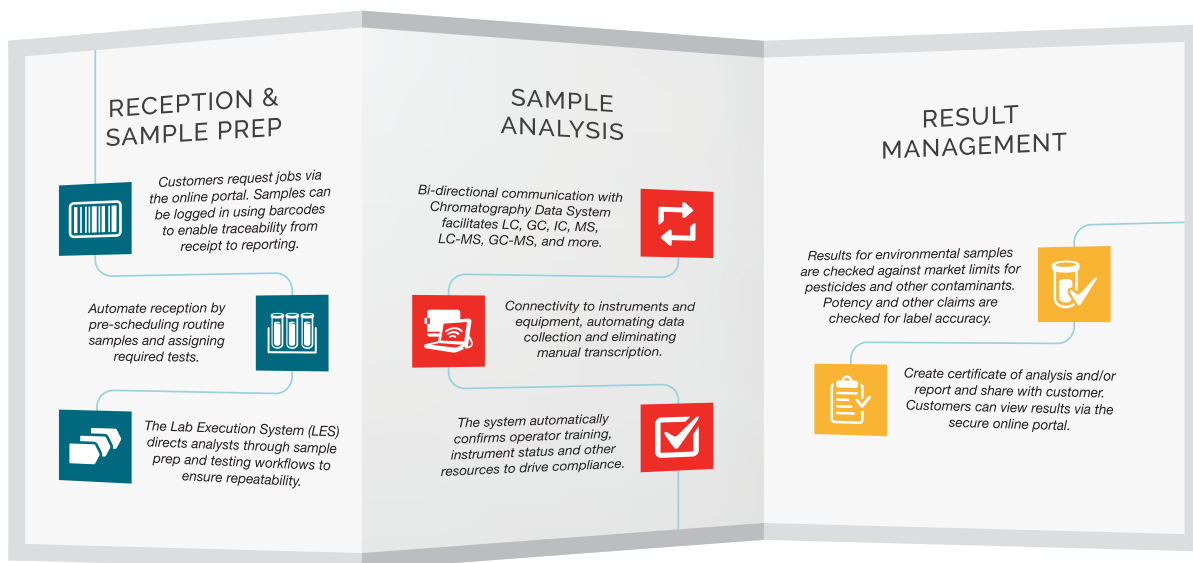 RECEPTION &
SAMPLE PREP
Customers request jobs via
the online portal. Samples can
be logged in using barcodes
to enable traceability from
receipt to reporting.
Automate reception by
pre-scheduling routine
samples and assigning
required tests.
The Lab Execution System (LES)
directs analysts through sample
prep and testing workflows to
ensure repeatability.
SAMPLE
ANALYSIS
Bi-directional communication with
Chromatography Data System
facilitates LC, GC, IC, MS,
LC-MS, GC-MS, and more.
Connectivity to instruments and
equipment, automating data
collection and eliminating
manual transcription.
The system automatically
confirms operator training,
instrument status and other
resources to drive compliance.
RESULT
MANAGEMENT
Results for environmental samples
are checked against market limits for
pesticides and other contaminants.
Potency and other claims are
checked for label accuracy.
Create certificate of analysis and/or
report and share with customer.
Customers can view results via the
secure online portal.